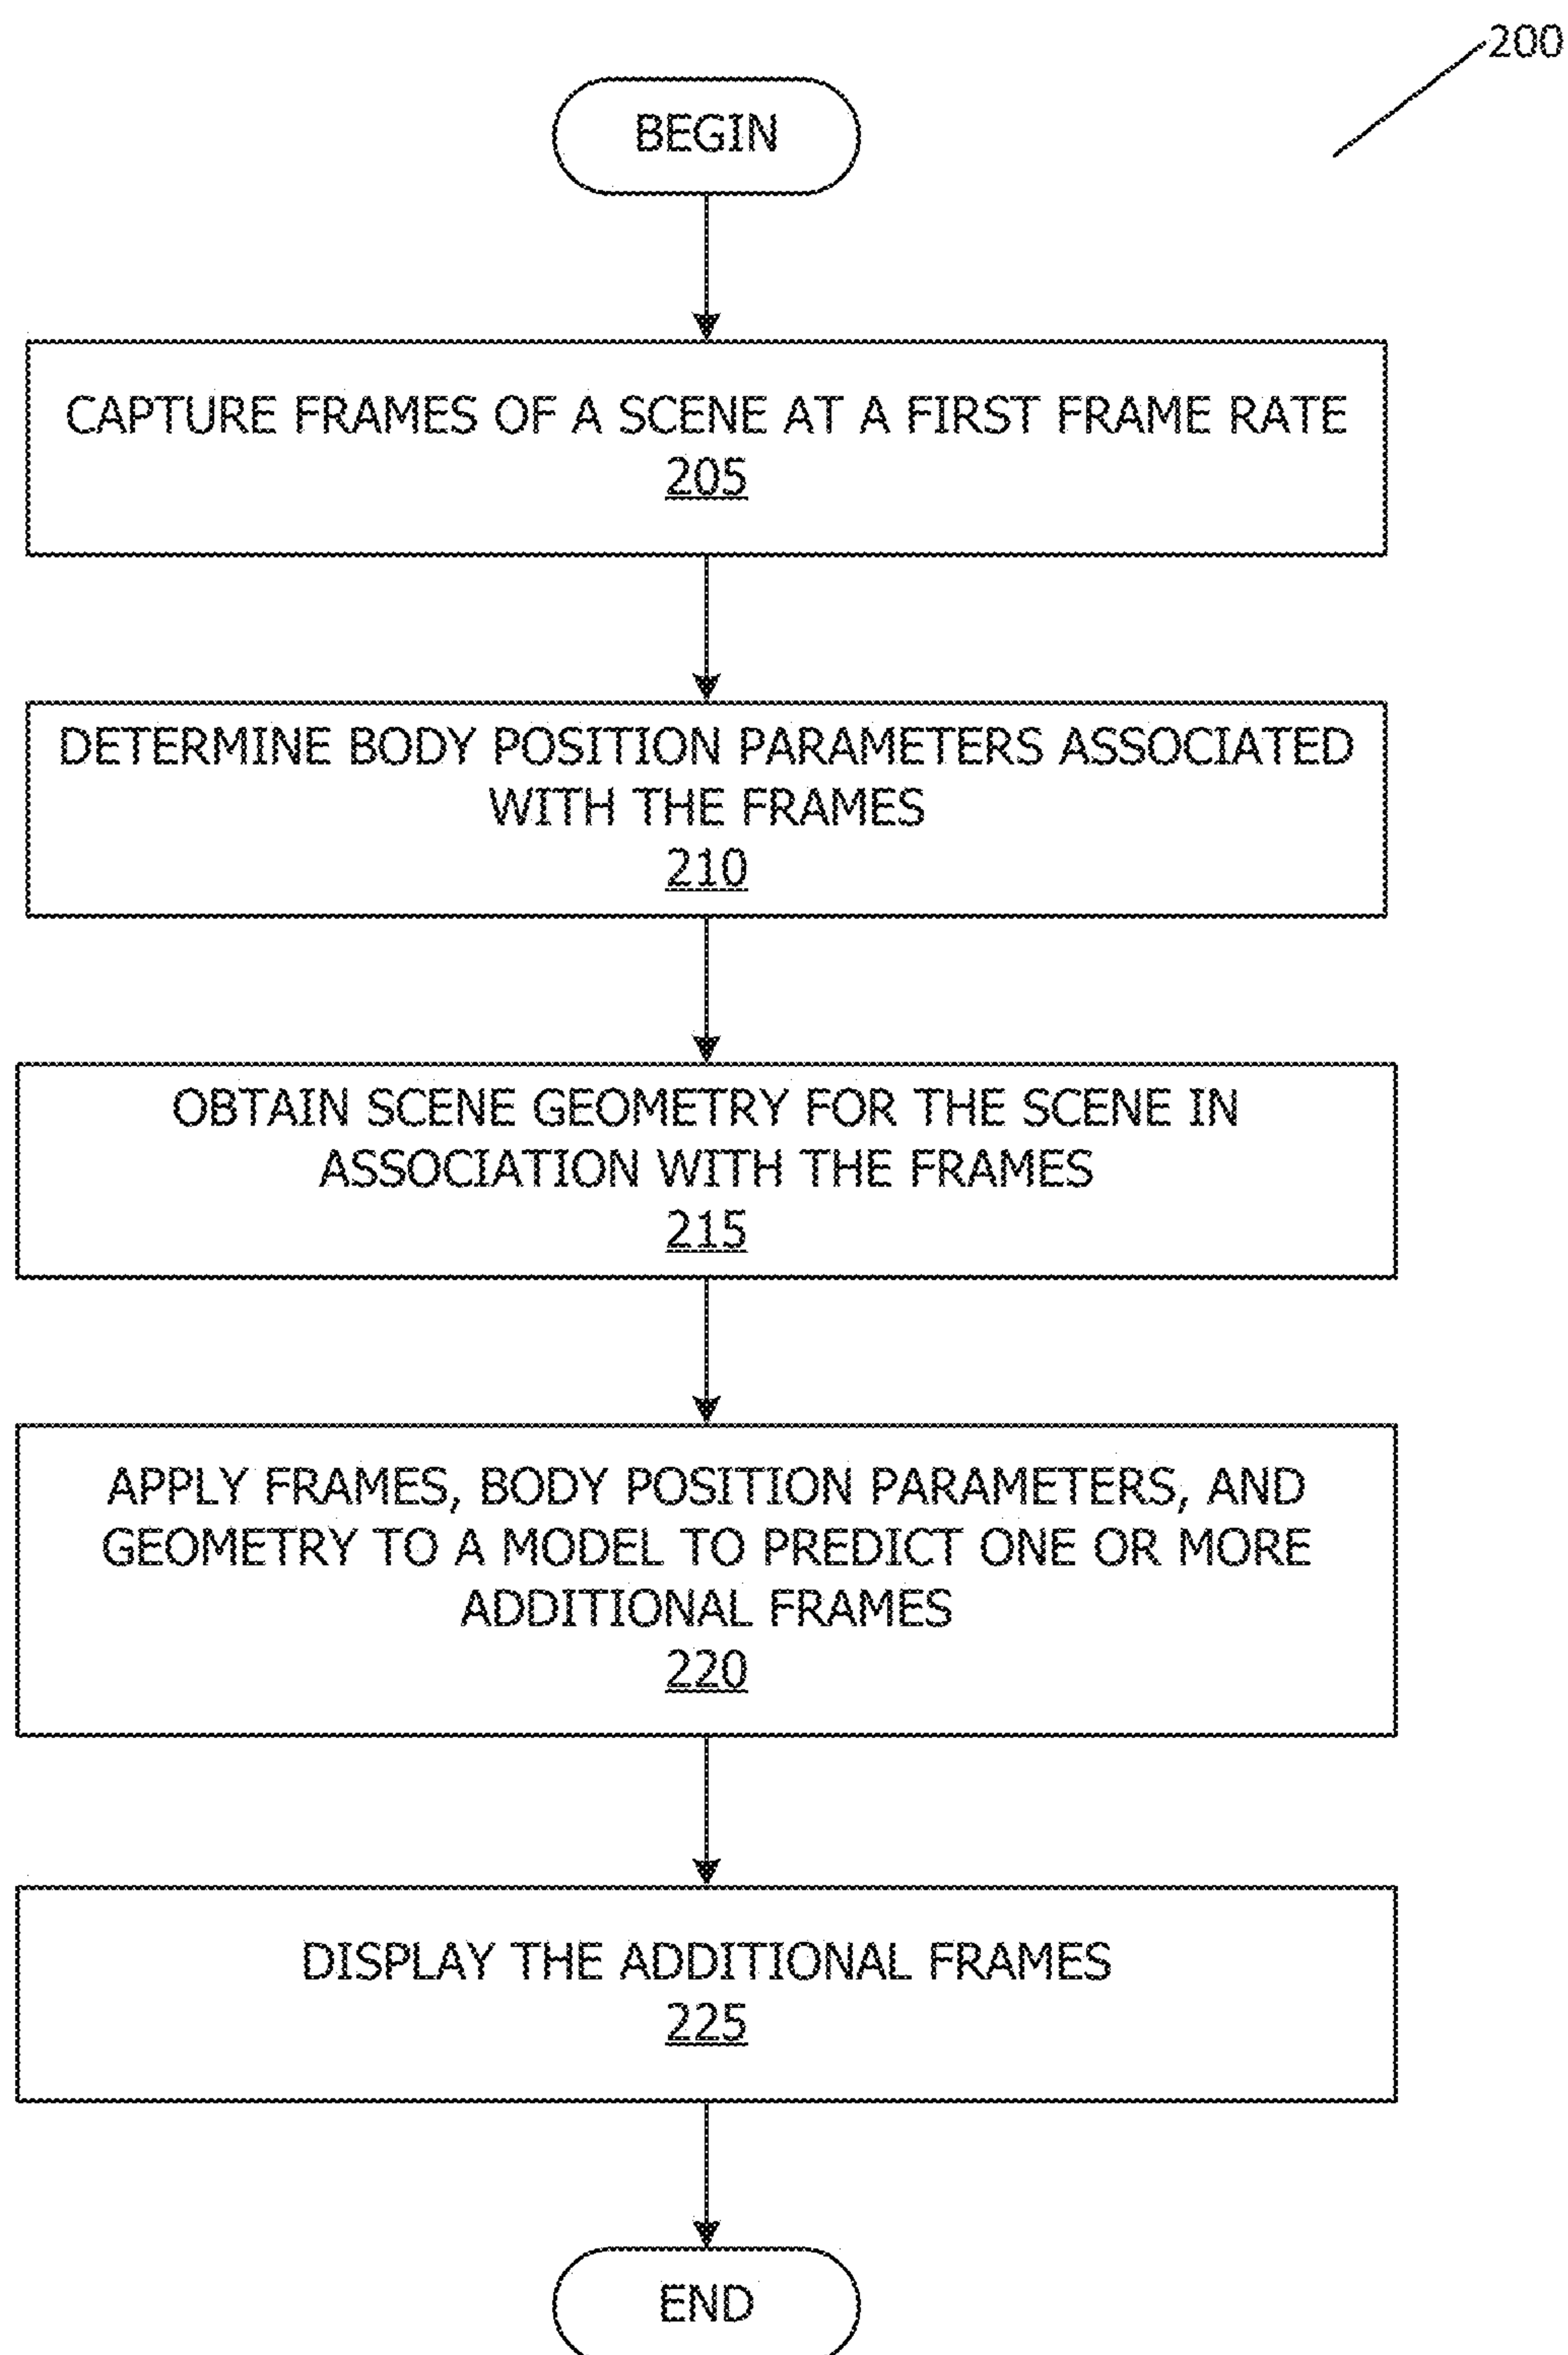 200
BEGIN
CAPTURE FRAMES OF A SCENE AT A FIRST FRAME RATE
205
DETERMINE BODY POSITION PARAMETERS ASSOCIATED
WITH THE FRAMES
210
OBTAIN SCENE GEOMETRY FOR THE SCENE IN
ASSOCIATION WITH THE FRAMES
215
APPLY FRAMES, BODY POSITION PARAMETERS, AND
GEOMETRY TO A MODEL TO PREDICT ONE OR MORE
ADDITIONAL FRAMES
220
DISPLAY THE ADDITIONAL FRAMES
225
END